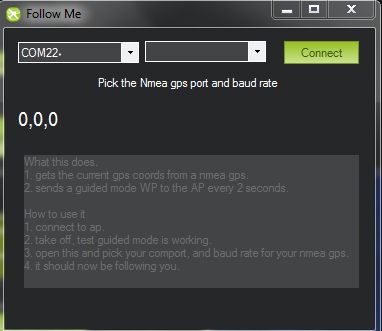 Follow Me
COM22-
Connect
Pick the Nmea gps port and baud rate
0,0,0
What this does.
1. gets the current gps coords from a nmea gps.
2. sends a guided mode WP to the AP every 2 seconds.
How to use it
1. connect to ap.
2. take off, test guided mode is working.
3. open this and pick your comport, and baud rate for your nmea gps.
4. it should now be following you.